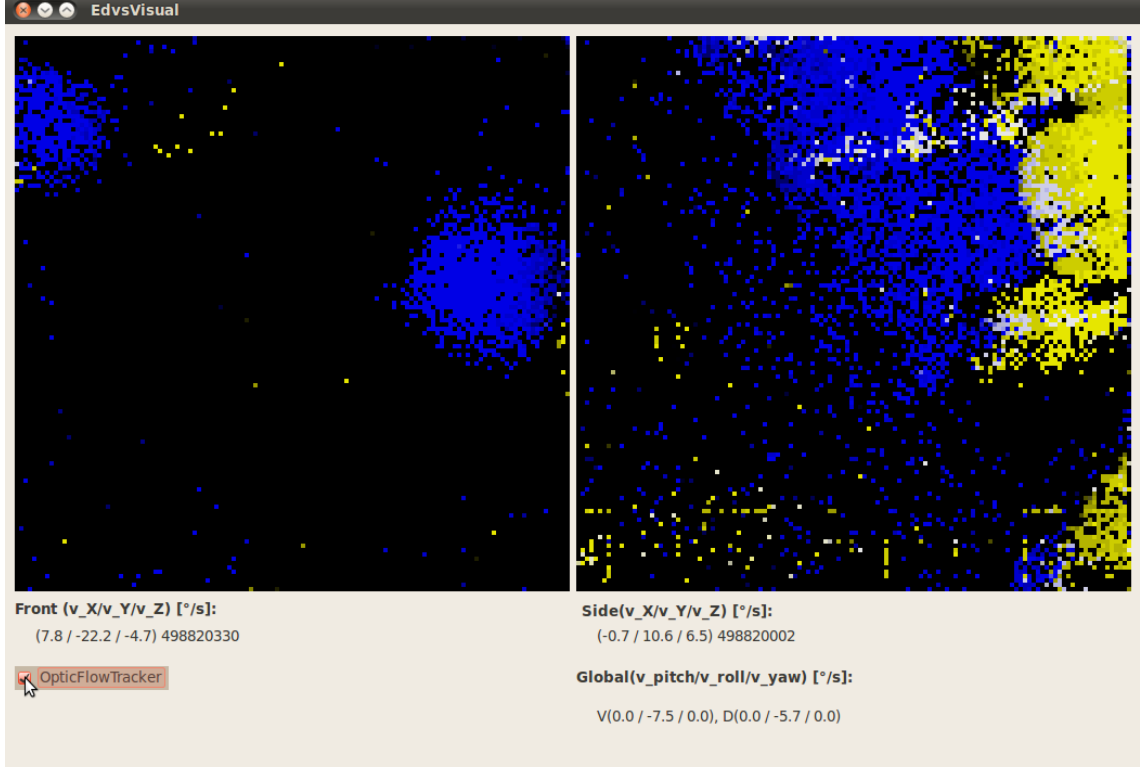 EdvsVisual
Front (v_X/v_Y/v_Z) [°/s]:
(7.8 / -22.2 / -4.7) 498820330
Side(v_X/v_Y/v_Z) [°/s]:
(-0.7 / 10.6 / 6.5) 498820002
OpticFlowTracker
Global(v_pitch/v_roll/v_yaw) [°/s]:
V(0.0 / -7.5 / 0.0), D(0.0 / -5.7 / 0.0)